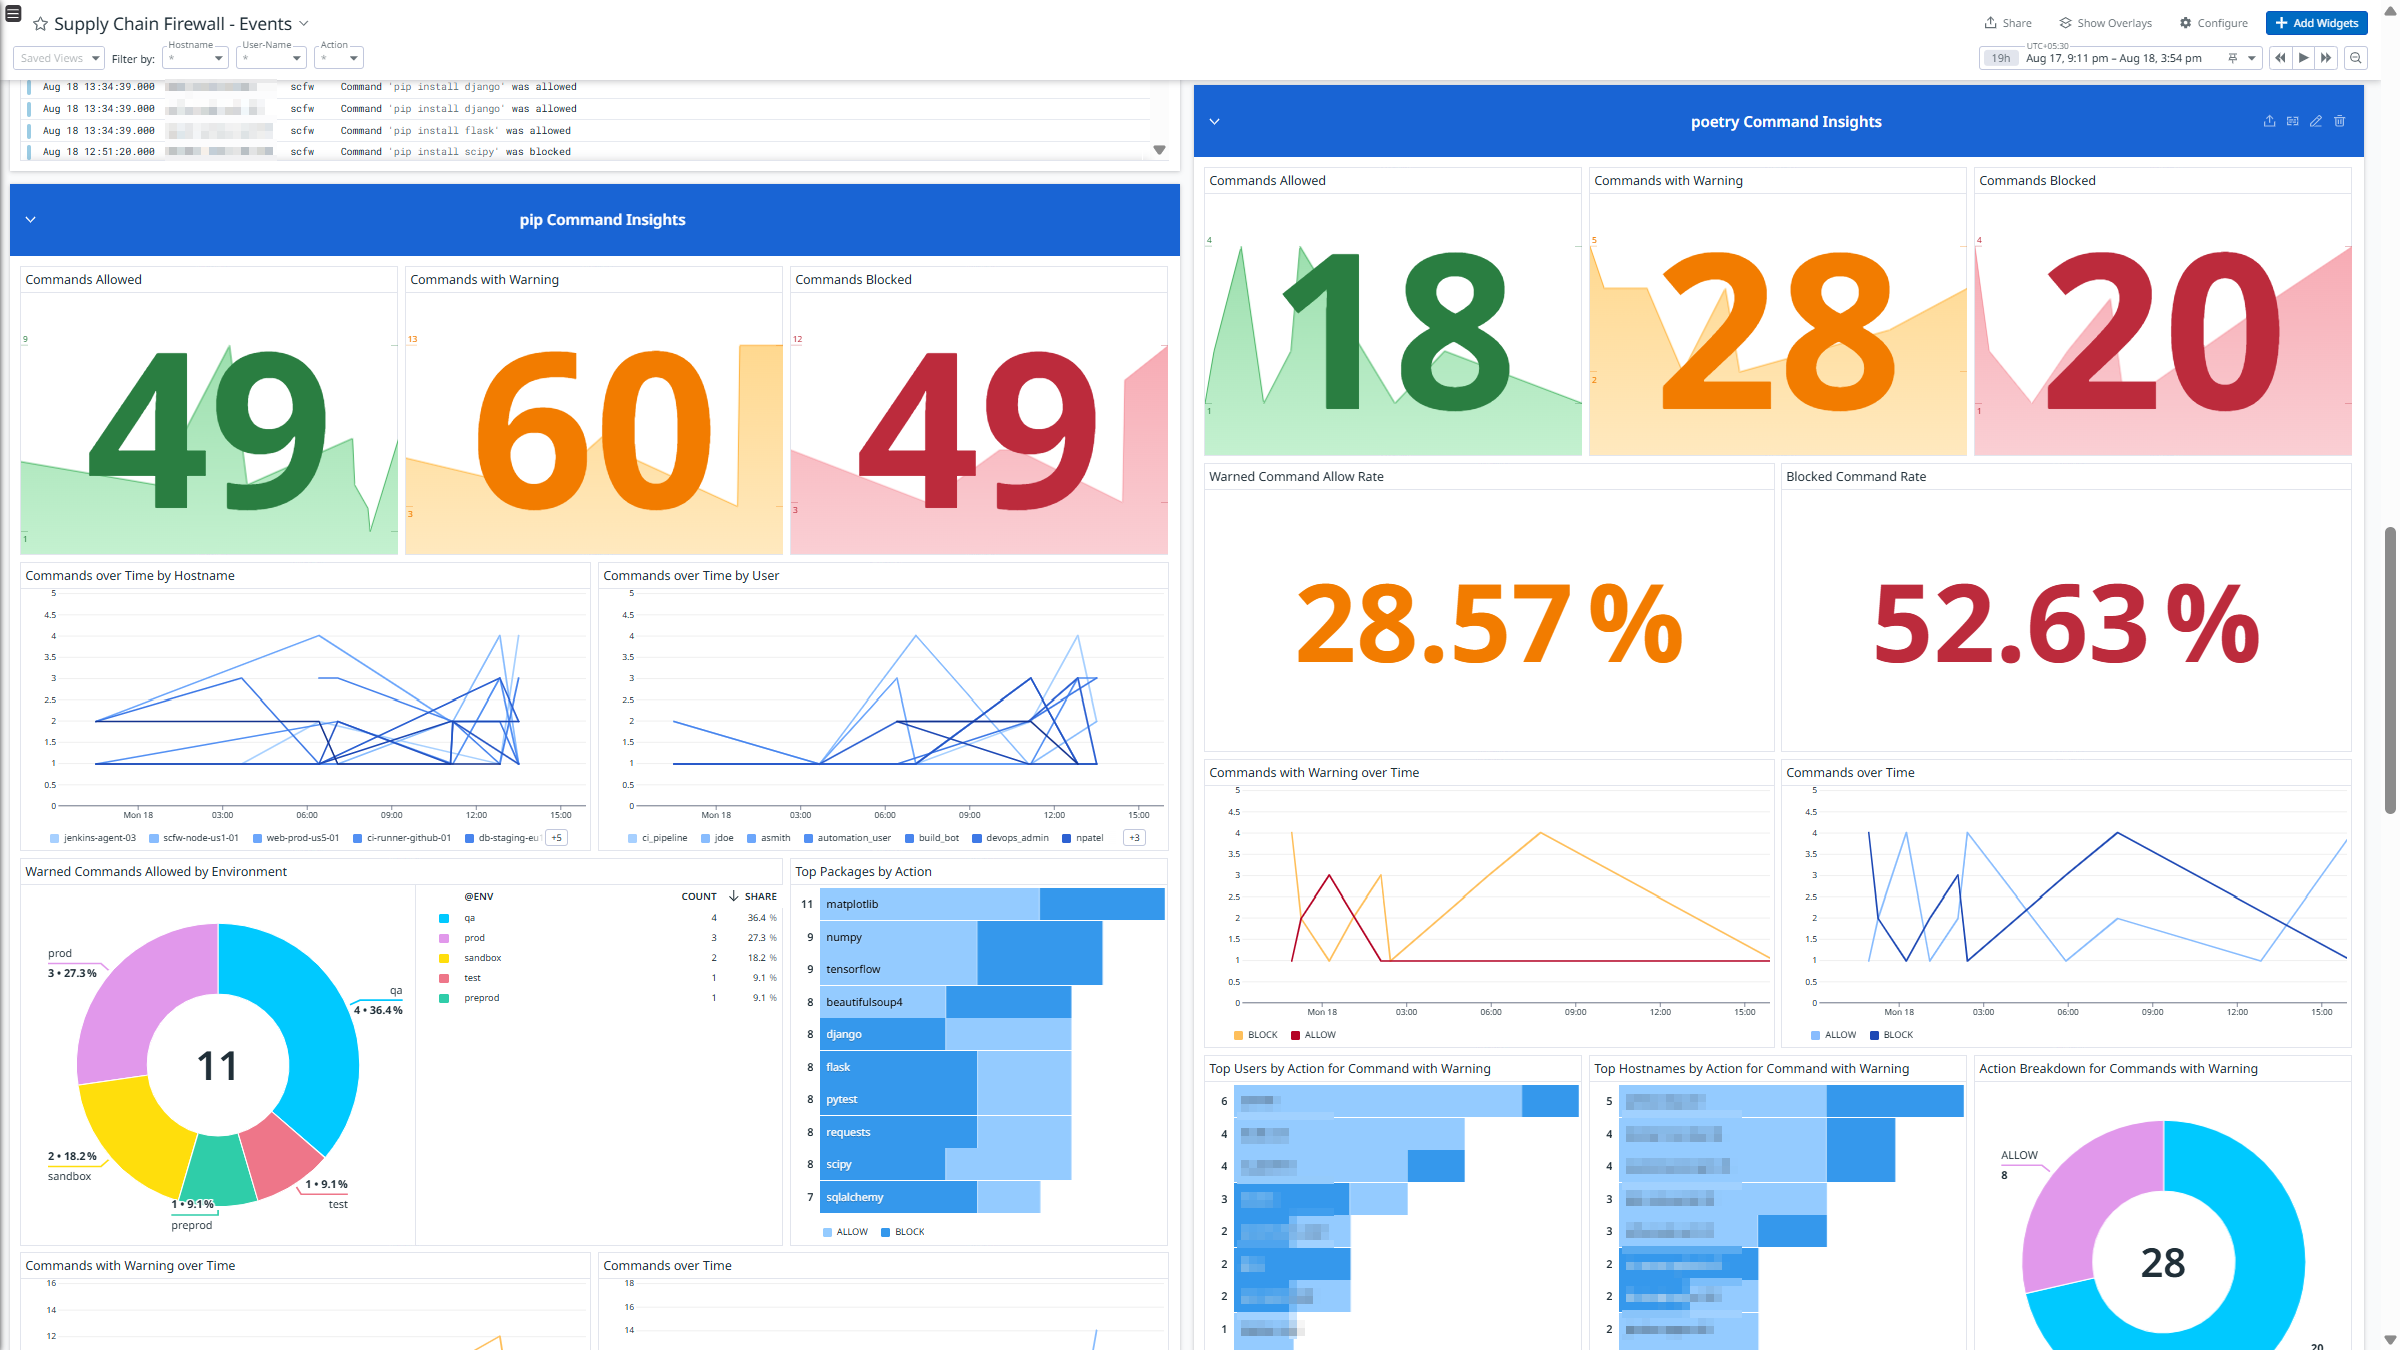 Supply Chain Firewall - Events
Share
Show Overlays
Configure
Add Widgets
Saved Views
Filter by:
Hostname
*
User-Name
*
Action
*
UTC+05:30
19h
Aug 17, 9:11 pm – Aug 18, 3:54 pm
Aug 18 13:34:39.000 scfw Command 'pip install django' was allowed
Aug 18 13:34:39.000 scfw Command 'pip install django' was allowed
Aug 18 13:34:39.000 scfw Command 'pip install flask' was allowed
Aug 18 12:51:20.000 scfw Command 'pip install scipy' was blocked
pip Command Insights
Commands Allowed
9
1
49
Commands with Warning
13
3
60
Commands Blocked
12
3
49
Commands over Time by Hostname
5
4.5
4
3.5
3
2.5
2
1.5
1
0.5
0
Mon 18 03:00 06:00 09:00 12:00 15:00
jenkins-agent-03 scfw-node-us1-01 web-prod-us5-01 ci-runner-github-01 db-staging-eu1 +5
Commands over Time by User
5
4.5
4
3.5
3
2.5
2
1.5
1
0.5
0
Mon 18 03:00 06:00 09:00 12:00 15:00
ci_pipeline jdoe asmith automation_user build_bot devops_admin npatel +3
Warned Commands Allowed by Environment
prod
3 • 27.3%
qa
4 • 36.4%
11
2 • 18.2%
sandbox
1 • 9.1%
preprod
1 • 9.1%
test
@ENV COUNT SHARE
qa 4 36.4 %
prod 3 27.3 %
sandbox 2 18.2 %
test 1 9.1 %
preprod 1 9.1 %
Top Packages by Action
11 matplotlib
9 numpy
9 tensorflow
8 beautifulsoup4
8 django
8 flask
8 pytest
8 requests
8 scipy
7 sqlalchemy
ALLOW BLOCK
Commands with Warning over Time
16
14
12
Commands over Time
18
16
14
poetry Command Insights
Commands Allowed
4
1
18
Commands with Warning
5
2
28
Commands Blocked
4
1
20
Warned Command Allow Rate
28.57 %
Blocked Command Rate
52.63 %
Commands with Warning over Time
5
4.5
4
3.5
3
2.5
2
1.5
1
0.5
0
Mon 18 03:00 06:00 09:00 12:00 15:00
BLOCK ALLOW
Commands over Time
5
4.5
4
3.5
3
2.5
2
1.5
1
0.5
0
Mon 18 03:00 06:00 09:00 12:00 15:00
ALLOW BLOCK
Top Users by Action for Command with Warning
6
4
4
3
2
2
2
1
Top Hostnames by Action for Command with Warning
5
4
4
3
3
2
2
2
Action Breakdown for Commands with Warning
ALLOW
8
28
20